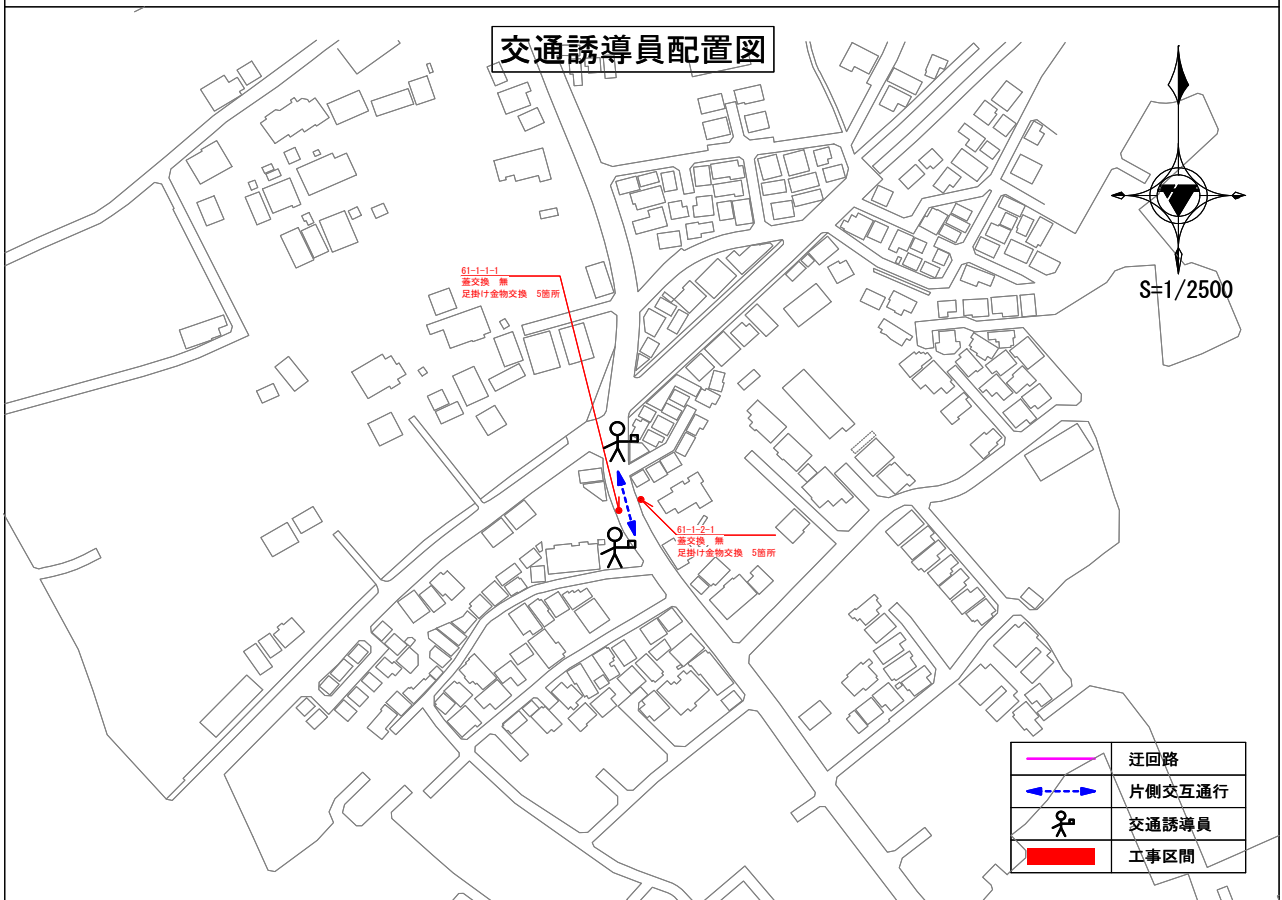 交通誘導員配置図
S=1/2500
61-1-1-1
蓋交換 無
足掛け金物交換 5箇所
61-1-2-1
蓋交換 無
足掛け金物交換 5箇所
迂回路
片側交互通行
交通誘導員
工事区間